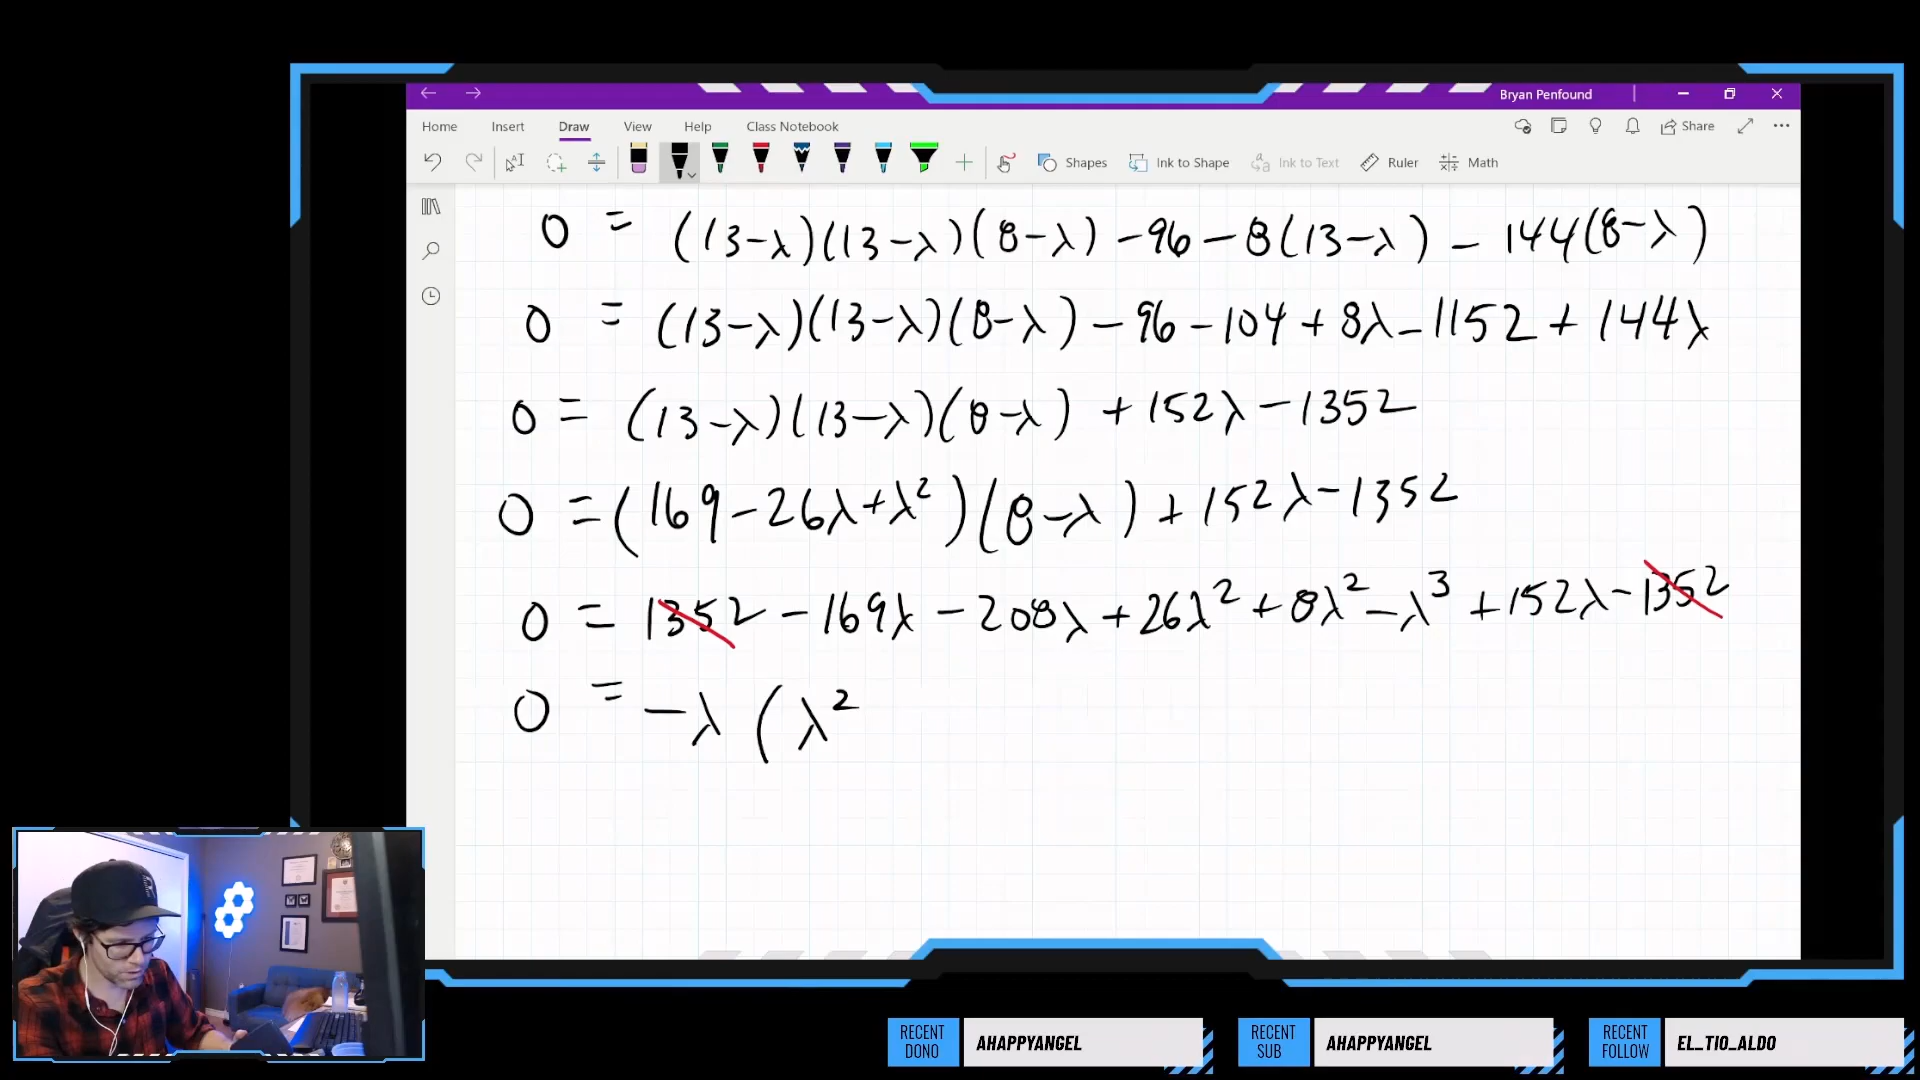 Bryan Penfound
Home Insert Draw View Help Class Notebook Share
Shapes Ink to Shape Ink to Text Ruler Math
0 = (13-λ)(13-λ)(8-λ) -96 - 8(13-λ) - 144(8-λ)
0 = (13-λ)(13-λ)(8-λ) - 96 - 104 + 8λ - 1152 + 144λ
0 = (13-λ)(13-λ)(8-λ) + 152λ - 1352
0 = (169 - 26λ + λ²)(8-λ) + 152λ - 1352
0 = 1352 - 169λ - 208λ + 26λ² + 8λ² - λ³ + 152λ - 1352
0 = -λ (λ²
RECENT DONO AHAPPYANGEL RECENT SUB AHAPPYANGEL RECENT FOLLOW EL_TIO_ALDO